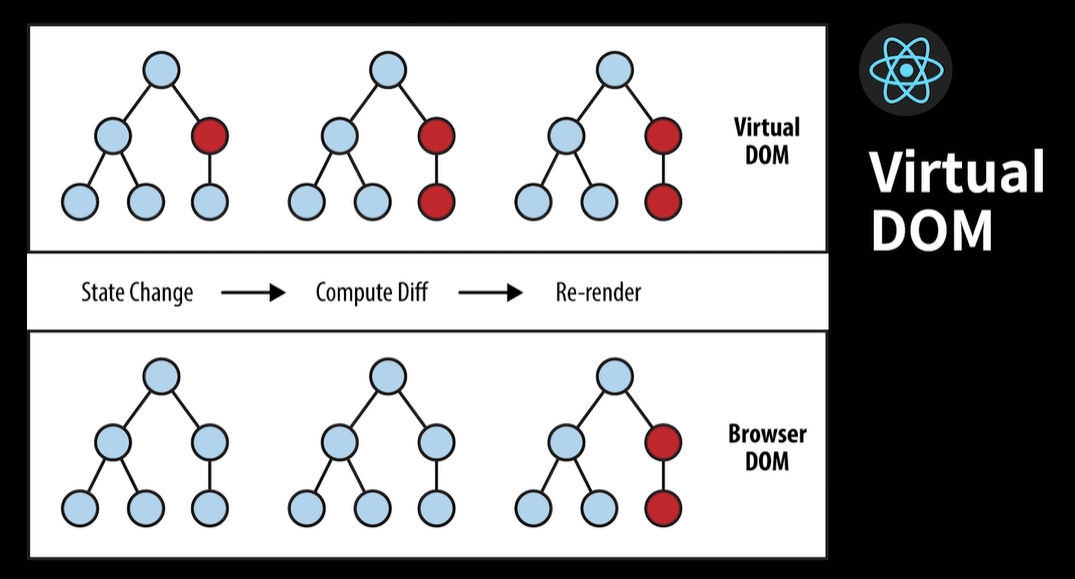 Virtual
DOM
Virtual
DOM
State Change
Compute Diff
Re-render
Browser
DOM